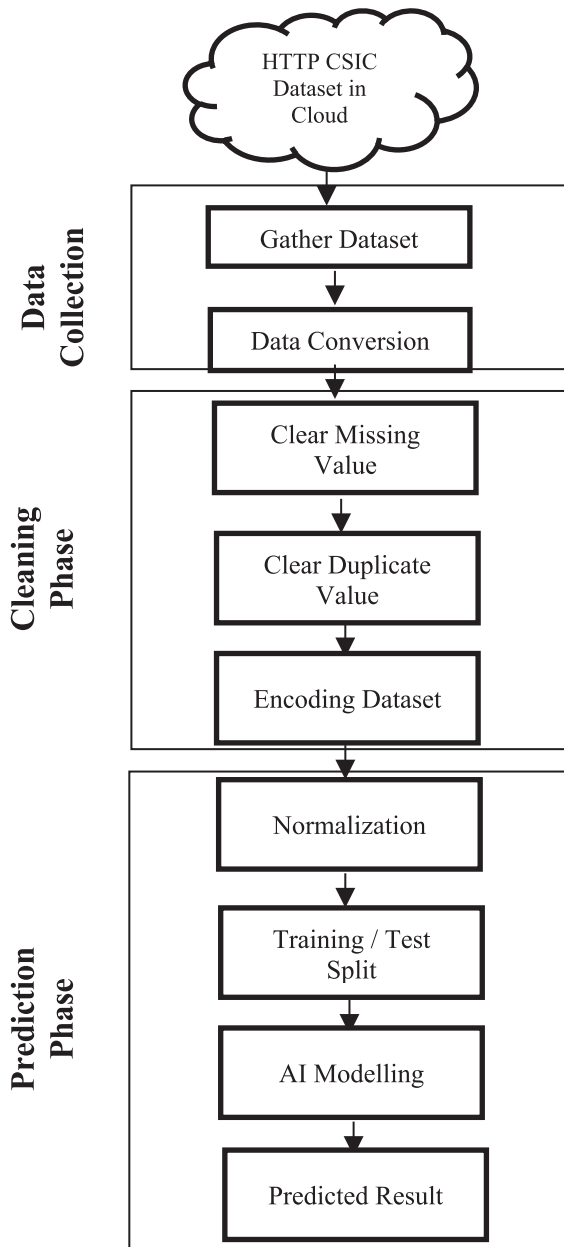 HTTP CSIC
Dataset in
Cloud
Data
Collection
Gather Dataset
Data Conversion
Cleaning
Phase
Clear Missing
Value
Clear Duplicate
Value
Encoding Dataset
Prediction
Phase
Normalization
Training / Test
Split
AI Modelling
Predicted Result